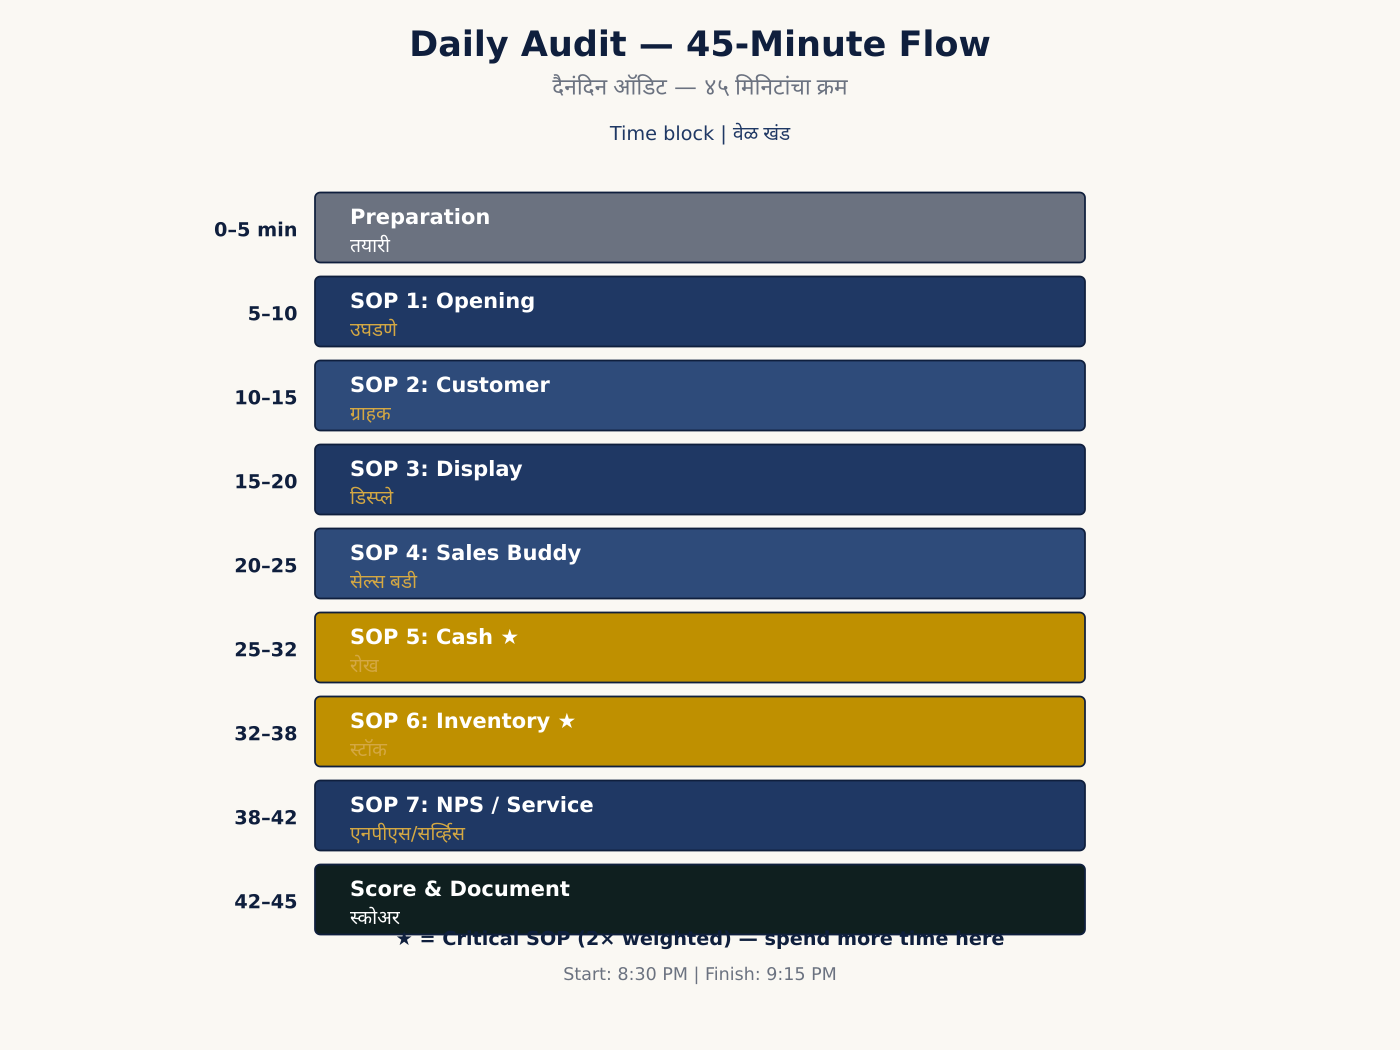 Daily Audit — 45-Minute Flow
दैनंदिन ऑडिट — ४५ मिनिटांचा क्रम
Time block | वेळ खंड
0–5 min
Preparation
तयारी
5–10
SOP 1: Opening
उघडणे
10–15
SOP 2: Customer
ग्राहक
15–20
SOP 3: Display
डिस्प्ले
20–25
SOP 4: Sales Buddy
सेल्स बडी
25–32
SOP 5: Cash ★
रोख
32–38
SOP 6: Inventory ★
स्टॉक
38–42
SOP 7: NPS / Service
एनपीएस/सर्व्हिस
42–45
Score & Document
स्कोअर
★ = Critical SOP (2× weighted) — spend more time here
Start: 8:30 PM | Finish: 9:15 PM